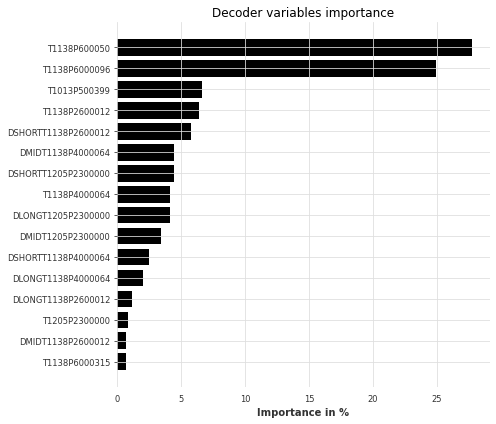 Decoder variables importance
T1138P600050
T1138P6000096
T1013P500399
T1138P2600012
DSHORTT1138P2600012
DMIDT1138P4000064
DSHORTT1205P2300000
T1138P4000064
DLONGT1205P2300000
DMIDT1205P2300000
DSHORTT1138P4000064
DLONGT1138P4000064
DLONGT1138P2600012
T1205P2300000
DMIDT1138P2600012
T1138P6000315
0 5 10 15 20 25
Importance in %